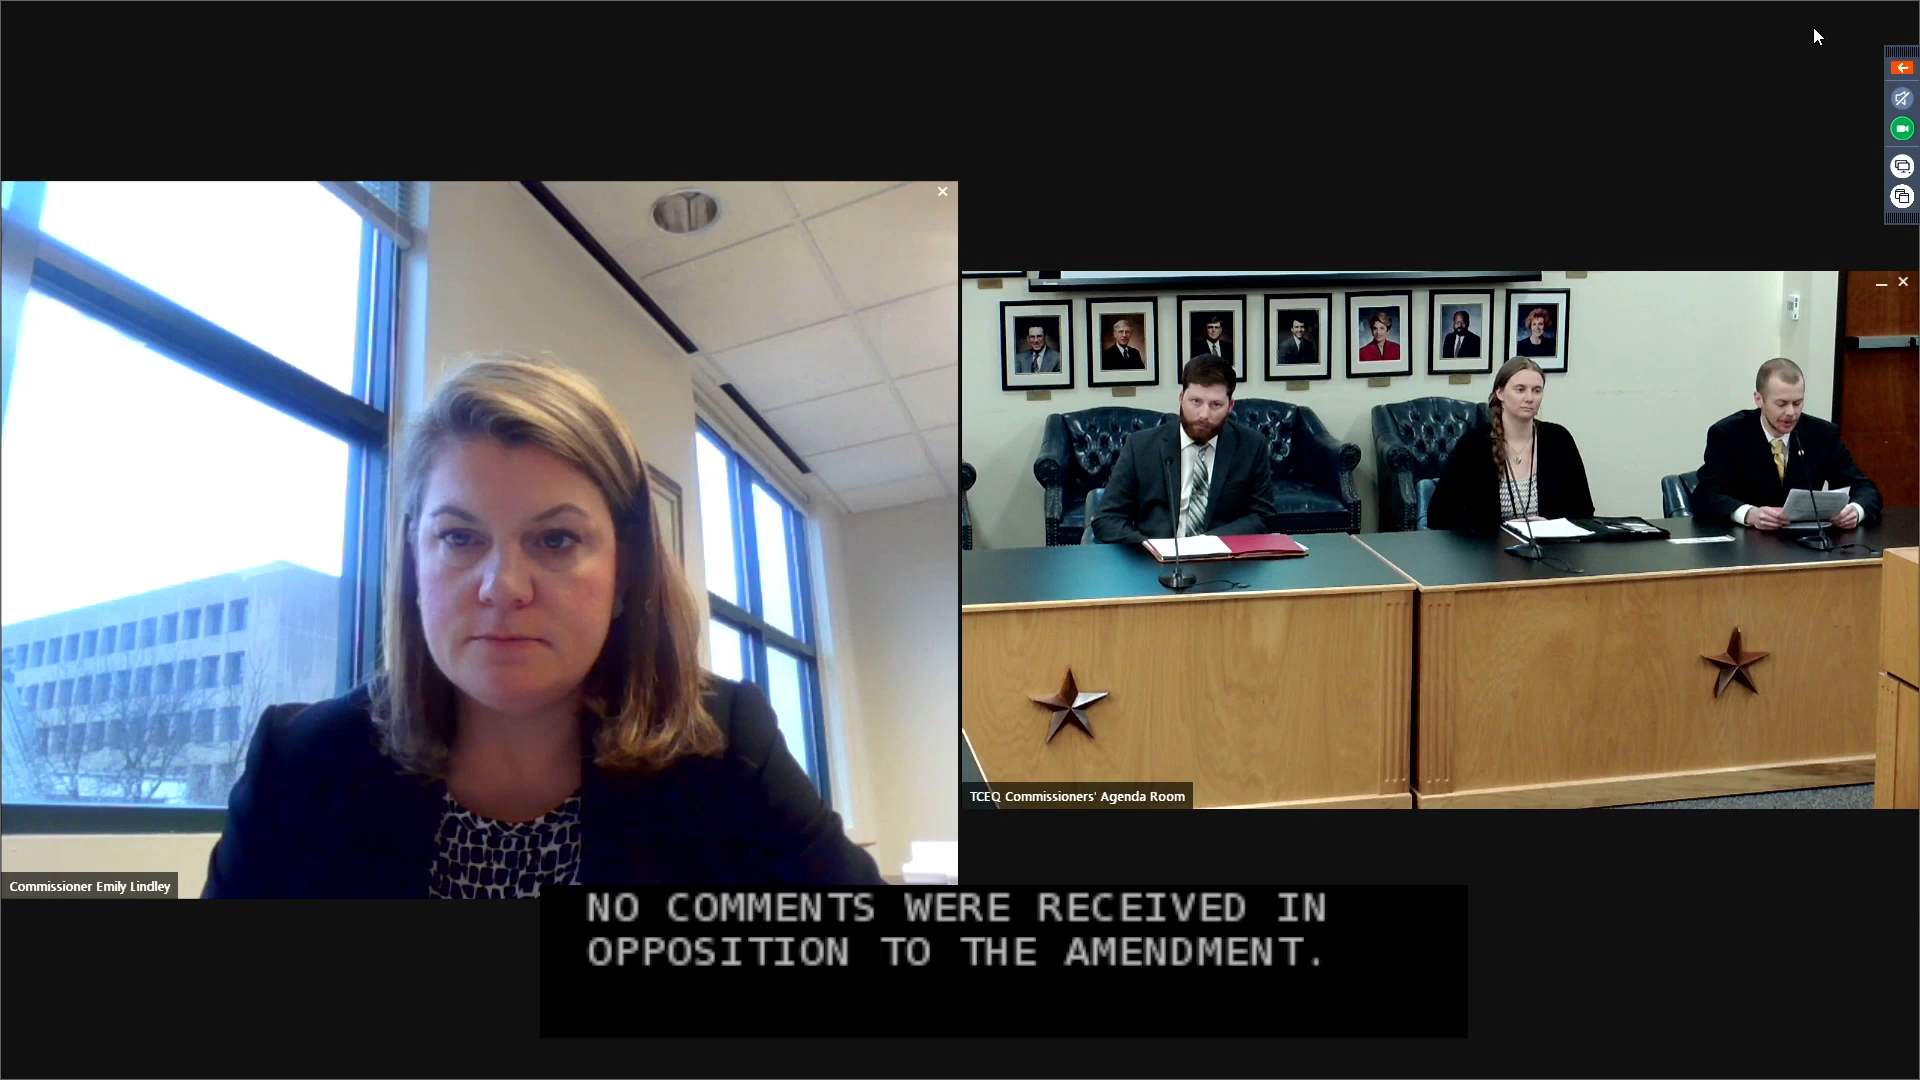 Commissioner Emily Lindley
TCEQ Commissioners' Agenda Room
NO COMMENTS WERE RECEIVED IN
OPPOSITION TO THE AMENDMENT.